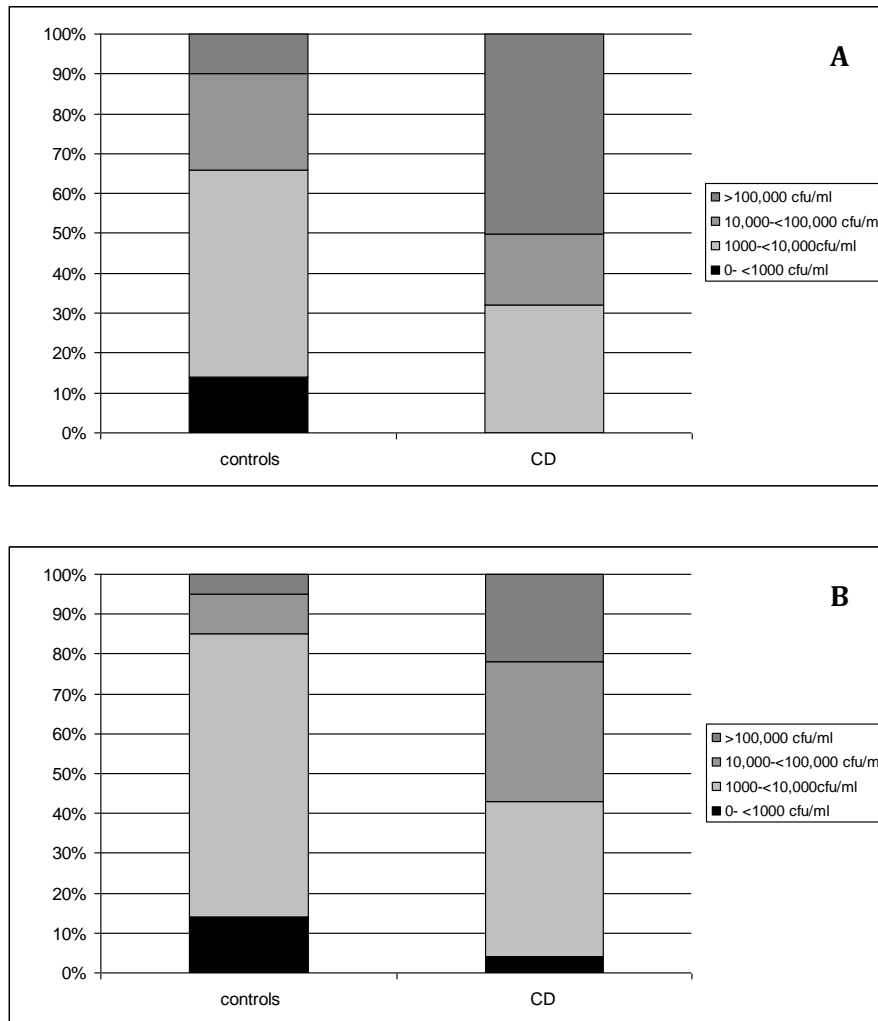 A
100%
90%
80%
70%
60%
50%
40%
30%
20%
10%
0%
controls CD
>100,000 cfu/ml
10,000-<100,000 cfu/m
1000-<10,000cfu/ml
0- <1000 cfu/ml
B
100%
90%
80%
70%
60%
50%
40%
30%
20%
10%
0%
controls CD
>100,000 cfu/ml
10,000-<100,000 cfu/m
1000-<10,000cfu/ml
0- <1000 cfu/ml